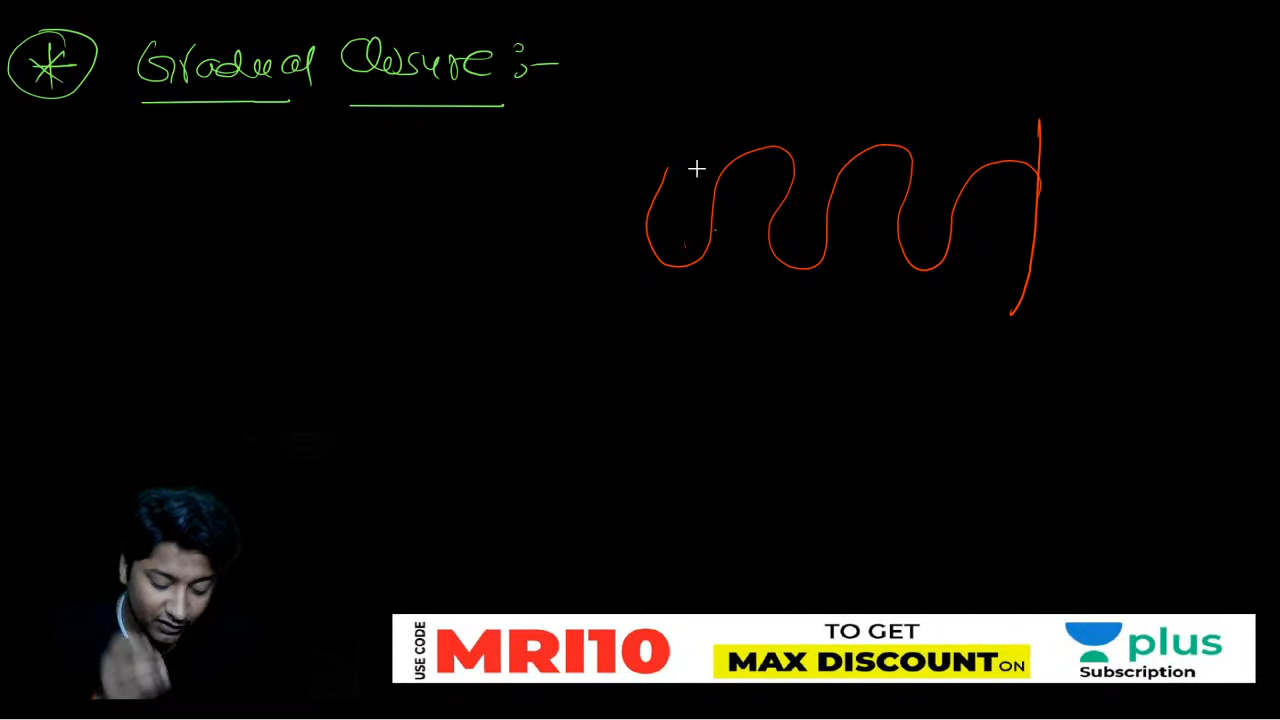 * Gradual Closure :-
USE CODE
MRI10
TO GET
MAX DISCOUNT ON
plus
Subscription